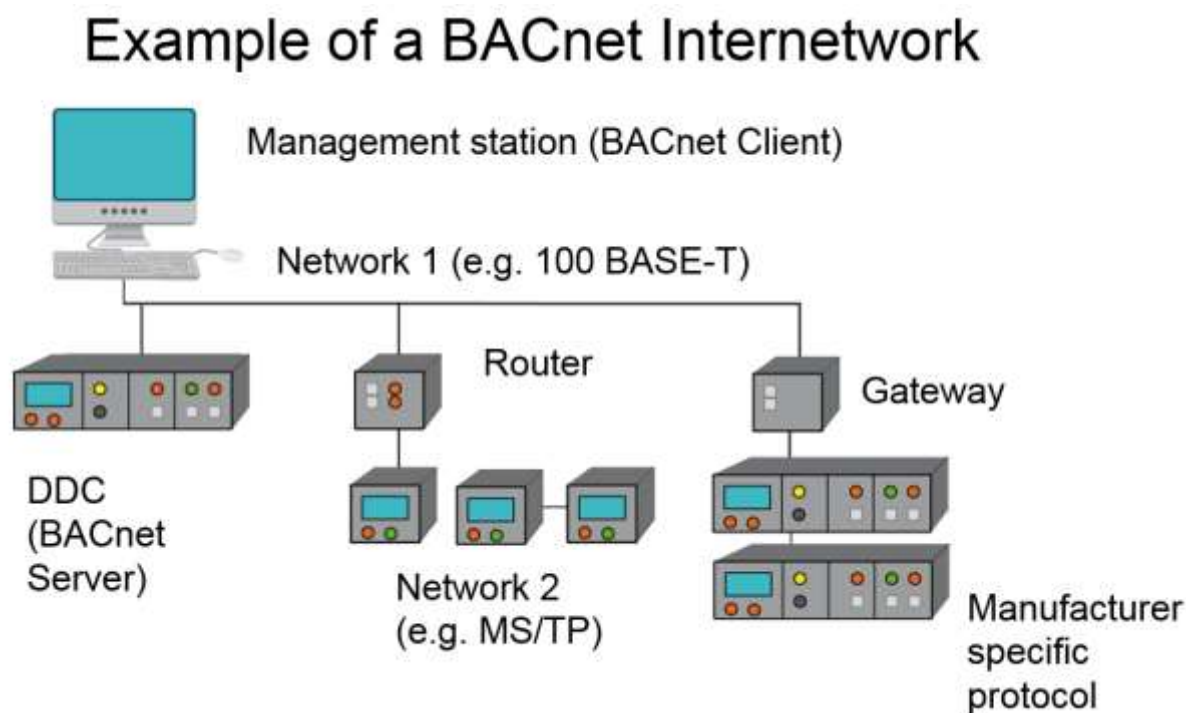 Example of a BACnet Internetwork
Management station (BACnet Client)
Network 1 (e.g. 100 BASE-T)
Router
Gateway
DDC
(BACnet
Server)
Network 2
(e.g. MS/TP)
Manufacturer
specific
protocol